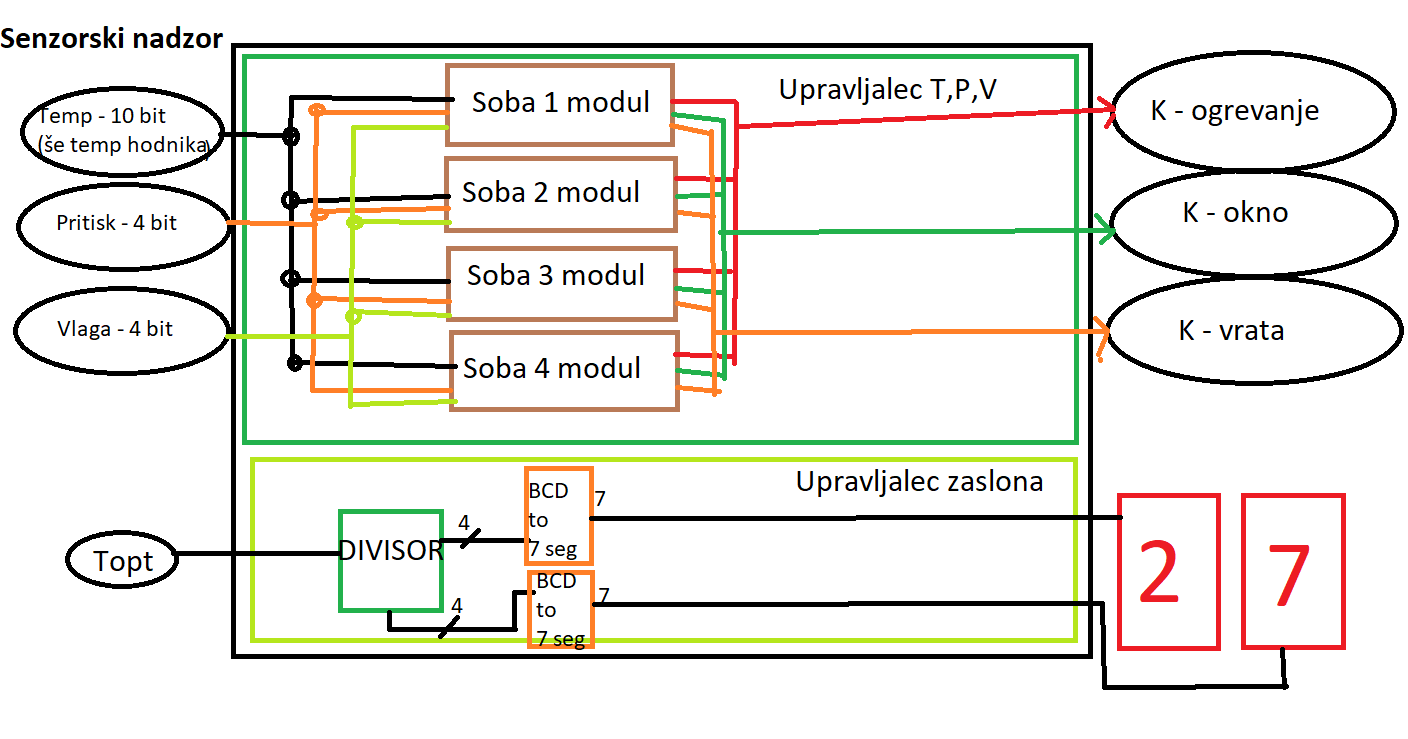 Senzorski nadzor
Temp - 10 bit
(še temp hodnika)
Pritisk - 4 bit
Vlaga - 4 bit
Soba 1 modul
Soba 2 modul
Soba 3 modul
Soba 4 modul
Upravljalec T,P,V
K - ogrevanje
K - okno
K - vrata
Upravljalec zaslona
Topt
DIVISOR
4
4
BCD
to
7 seg
7
BCD
to
7 seg
7
2
7